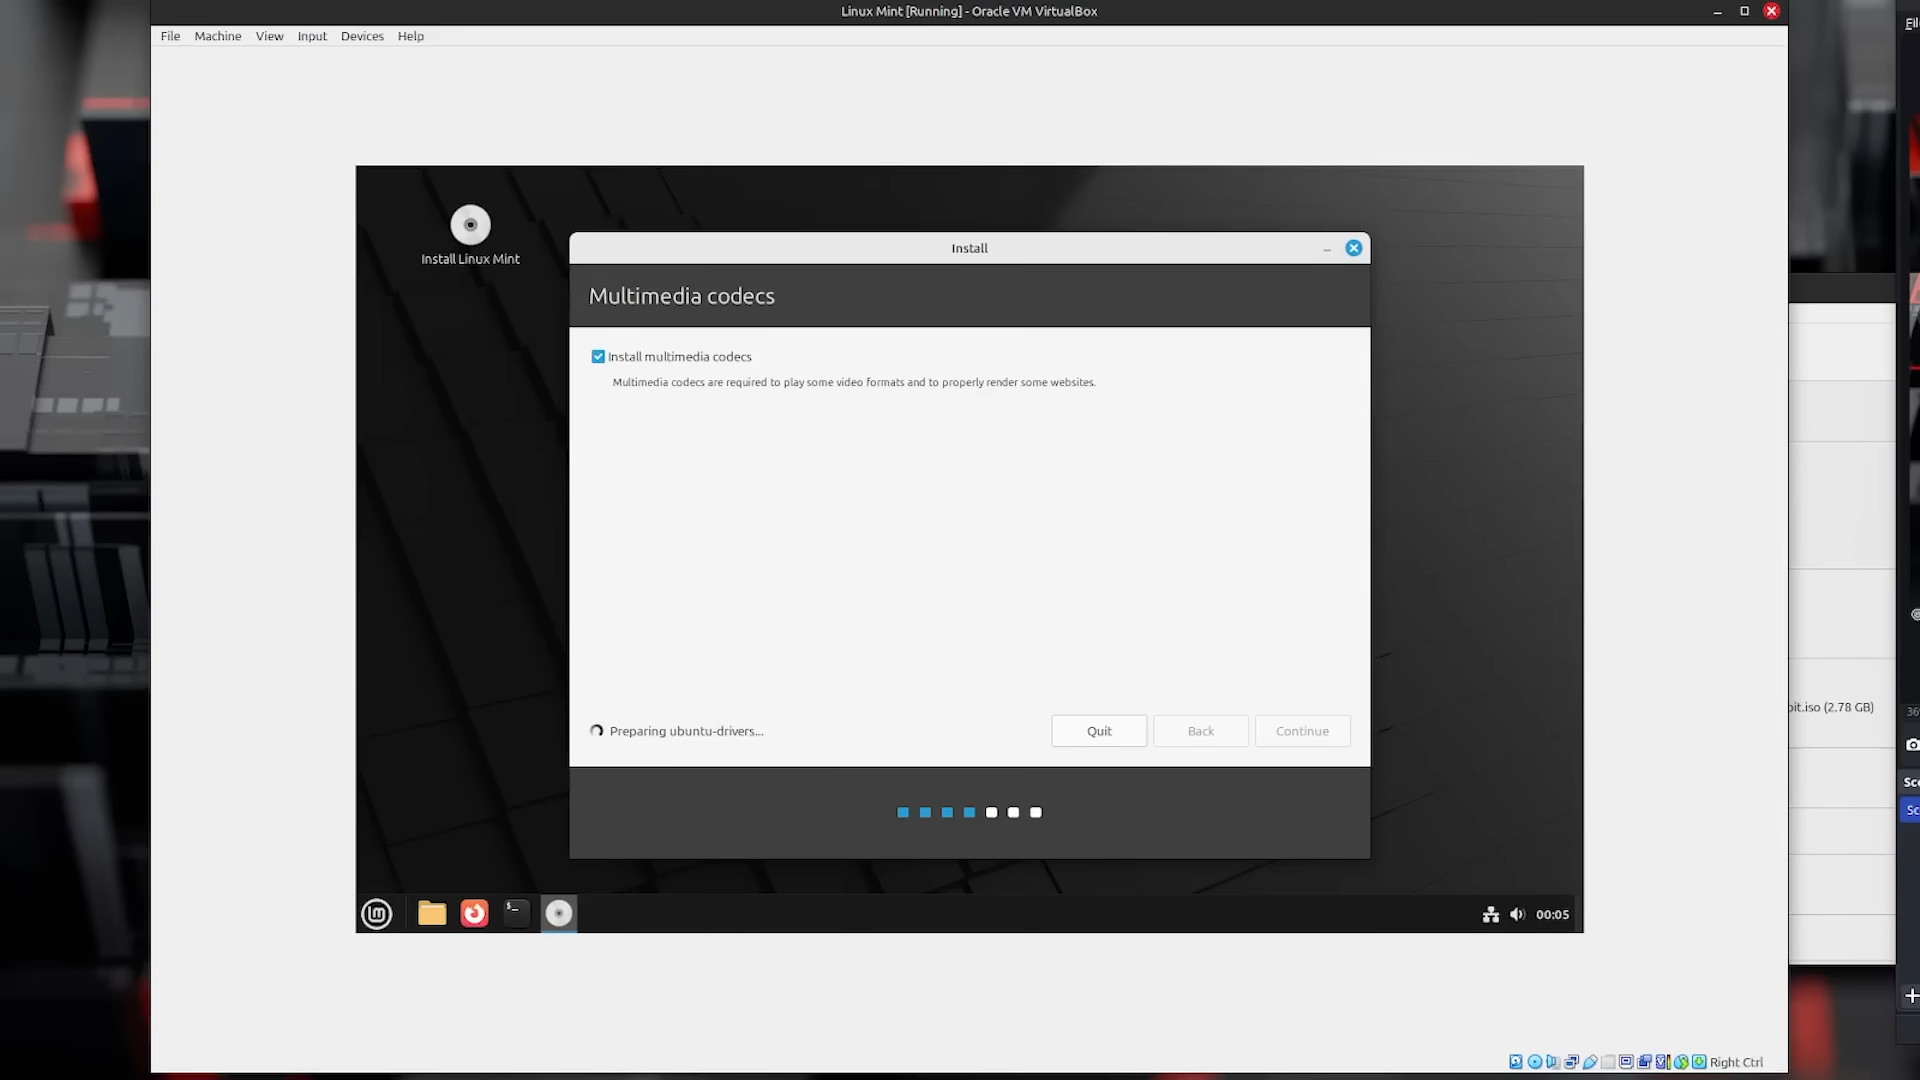 Linux Mint [Running] - Oracle VM VirtualBox
File Machine View Input Devices Help
Install Linux Mint
Install
Multimedia codecs
Install multimedia codecs
Multimedia codecs are required to play some video formats and to properly render some websites.
Preparing ubuntu-drivers...
Quit
Back
Continue
00:05
Right Ctrl
bit.iso (2.78 GB)